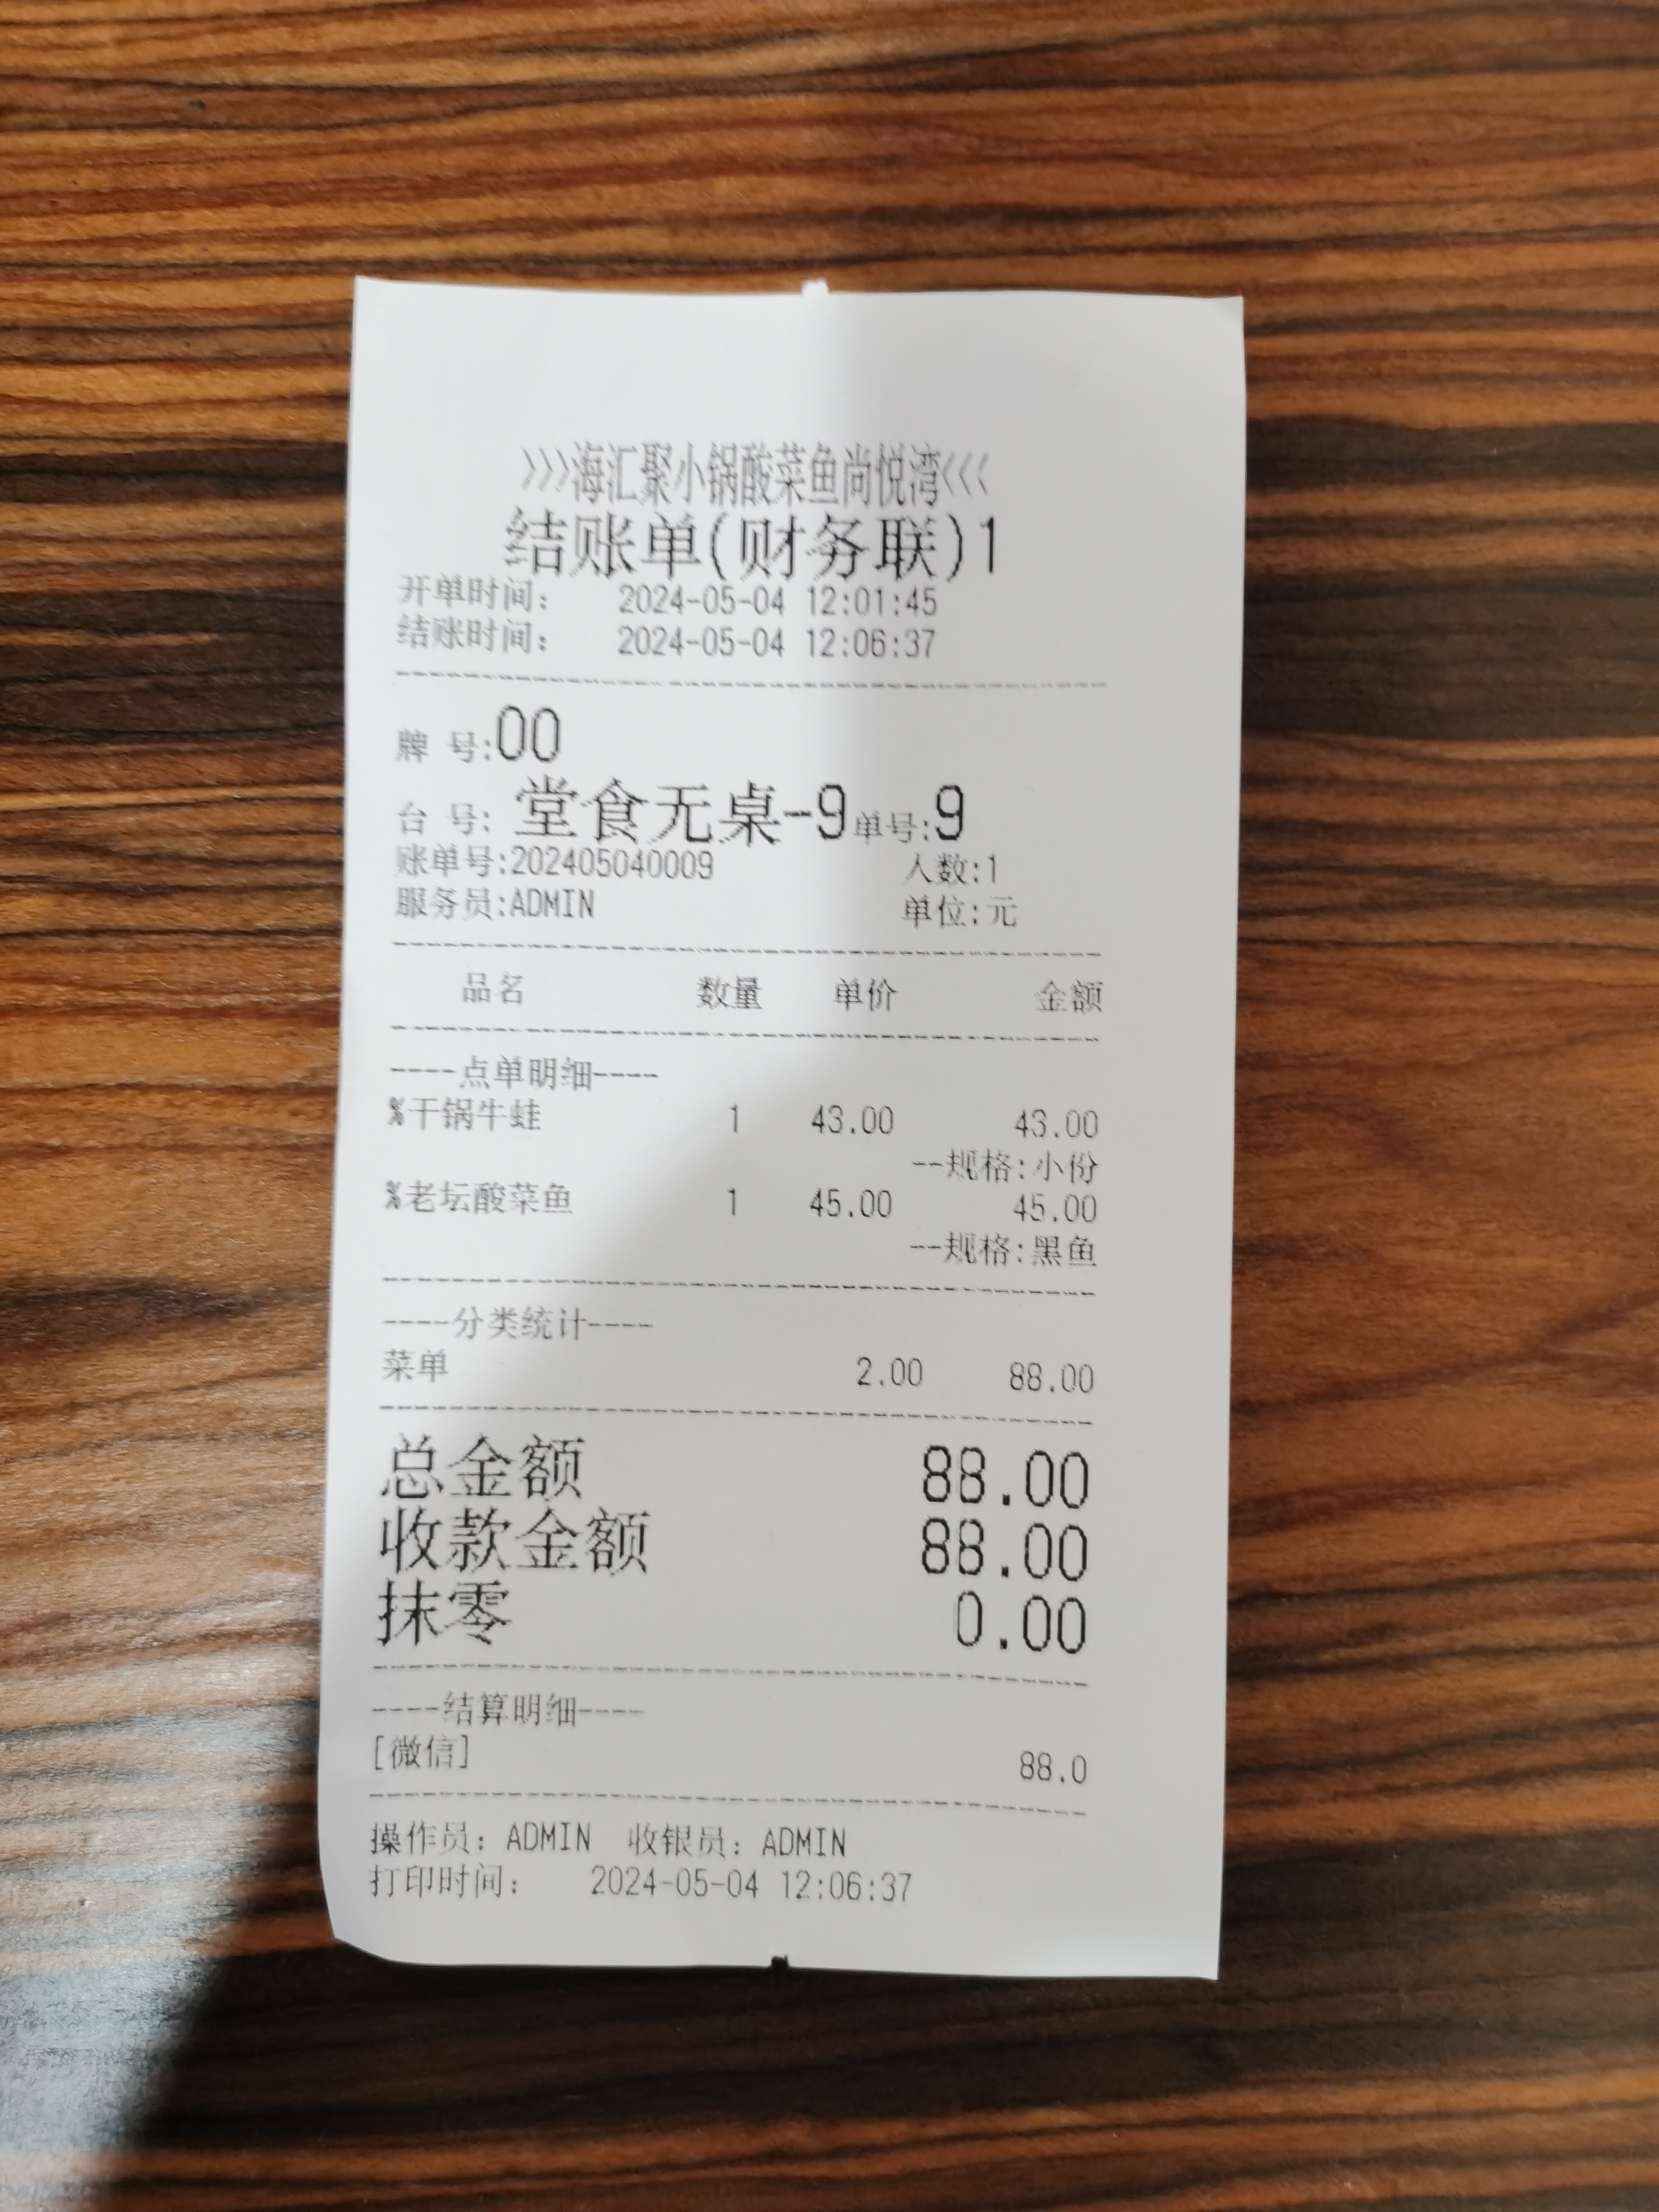 >>>海汇聚小锅酸菜鱼尚悦湾<<<
结账单(财务联)1
开单时间： 2024-05-04 12:01:45
结账时间： 2024-05-04 12:06:37
牌 号:00
台 号: 堂食无桌-9 单号:9
账单号:202405040009 人数:1
服务员:ADMIN 单位:元
品名 数量 单价 金额
----点单明细----
%干锅牛蛙 1 43.00 43.00
--规格:小份
%老坛酸菜鱼 1 45.00 45.00
--规格:黑鱼
----分类统计----
菜单 2.00 88.00
总金额 88.00
收款金额 88.00
抹零 0.00
----结算明细----
[微信] 88.0
操作员：ADMIN 收银员：ADMIN
打印时间： 2024-05-04 12:06:37